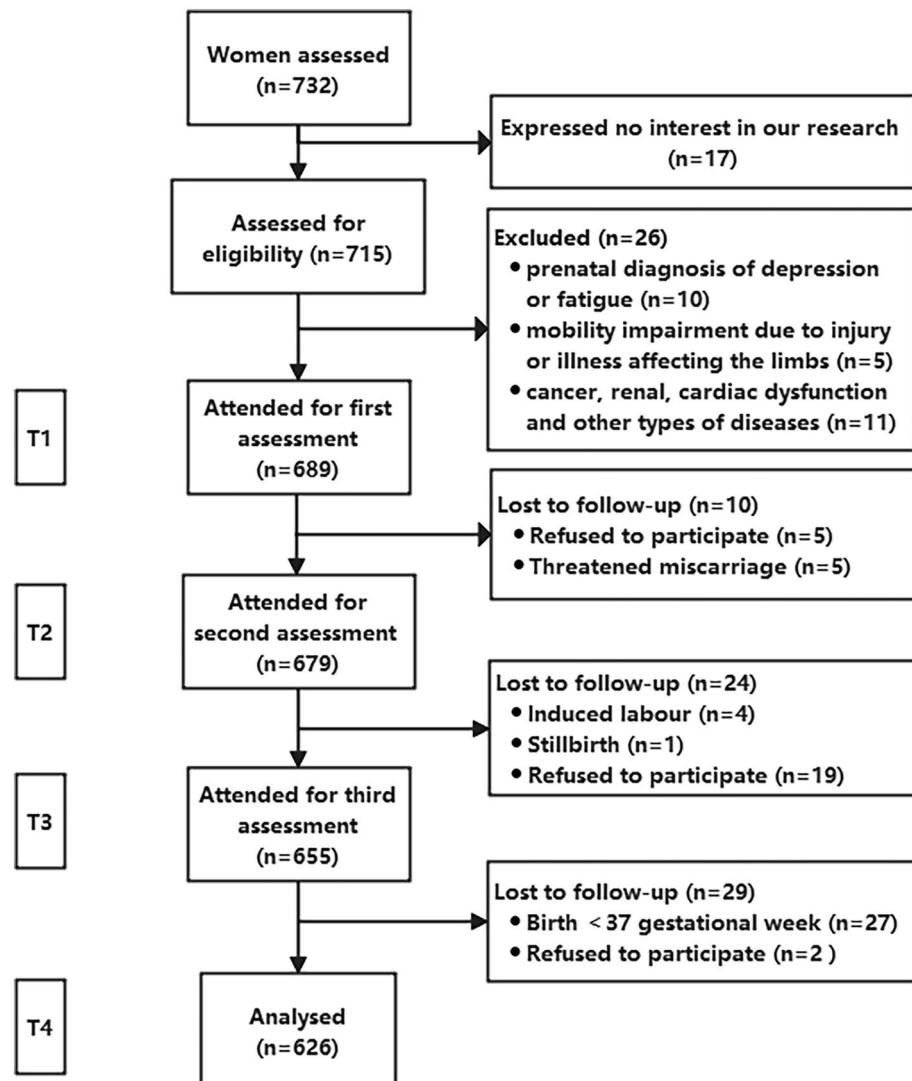 Women assessed
(n=732)
Expressed no interest in our research
(n=17)
Assessed for
eligibility (n=715)
Excluded (n=26)
• prenatal diagnosis of depression
or fatigue (n=10)
• mobility impairment due to injury
or illness affecting the limbs (n=5)
• cancer, renal, cardiac dysfunction
and other types of diseases (n=11)
T1
Attended for first
assessment
(n=689)
Lost to follow-up (n=10)
• Refused to participate (n=5)
• Threatened miscarriage (n=5)
T2
Attended for
second assessment
(n=679)
Lost to follow-up (n=24)
• Induced labour (n=4)
• Stillbirth (n=1)
• Refused to participate (n=19)
T3
Attended for third
assessment
(n=655)
Lost to follow-up (n=29)
• Birth <37 gestational week (n=27)
• Refused to participate (n=2 )
T4
Analysed
(n=626)